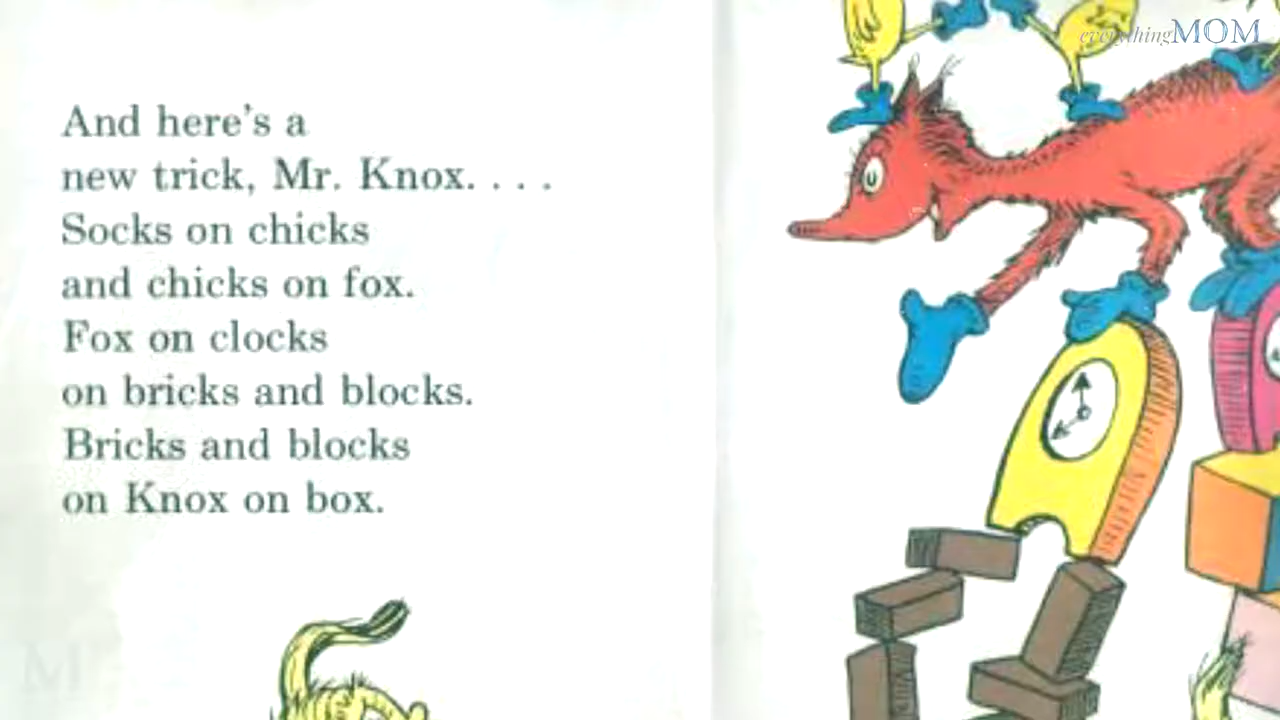 everythingMOM
And here's a
new trick, Mr. Knox. . . .
Socks on chicks
and chicks on fox.
Fox on clocks
on bricks and blocks.
Bricks and blocks
on Knox on box.